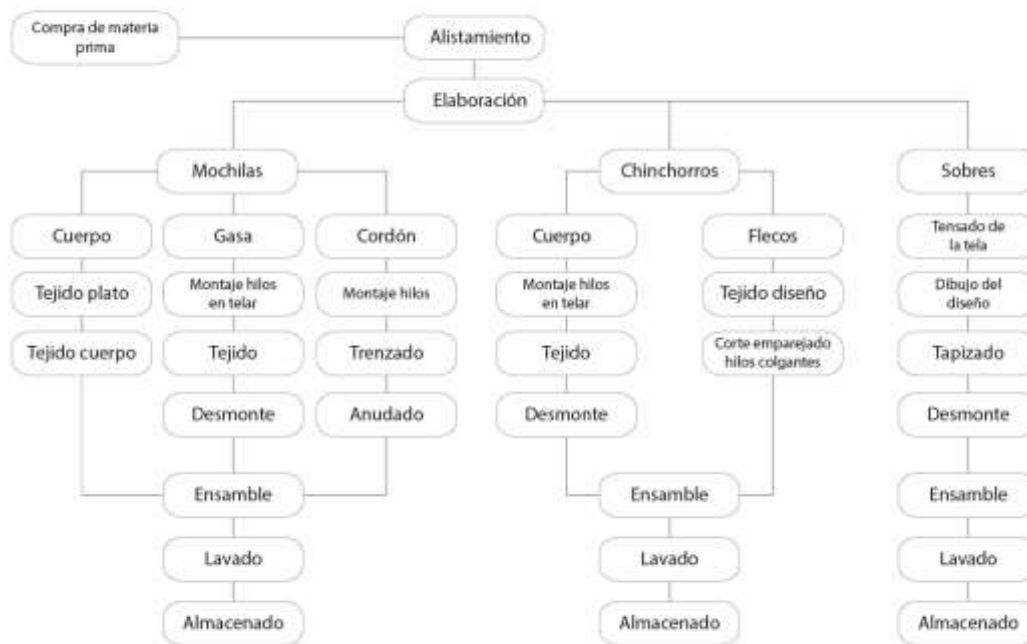 Compra de materia
prima
Alistamiento
Elaboración
Mochilas
Chinchorros
Sobres
Cuerpo
Gasa
Cordón
Cuerpo
Flecos
Tensado de
la tela
Tejido plato
Montaje hilos
en telar
Montaje hilos
Montaje hilos
en telar
Tejido diseño
Dibujo del
diseño
Tejido cuerpo
Tejido
Trenzado
Tejido
Corte emparejado
hilos colgantes
Tapizado
Desmonte
Anudado
Desmonte
Desmonte
Ensamble
Ensamble
Ensamble
Lavado
Lavado
Lavado
Almacenado
Almacenado
Almacenado